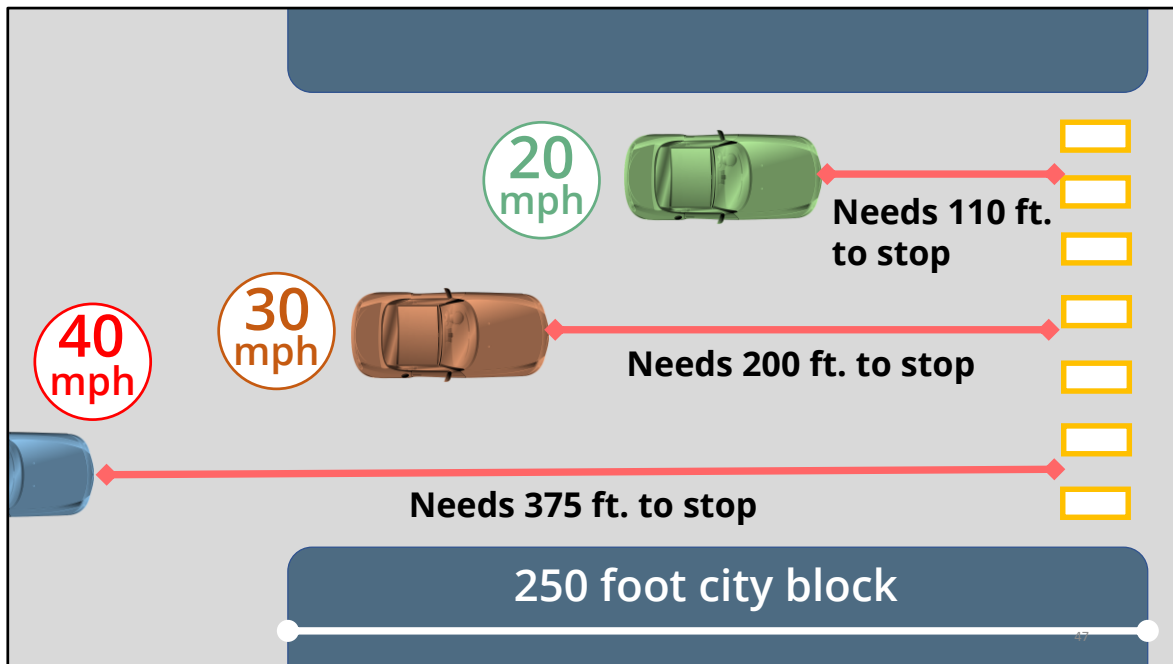 20
mph
Needs 110 ft.
to stop
30
mph
Needs 200 ft. to stop
40
mph
Needs 375 ft. to stop
250 foot city block
47